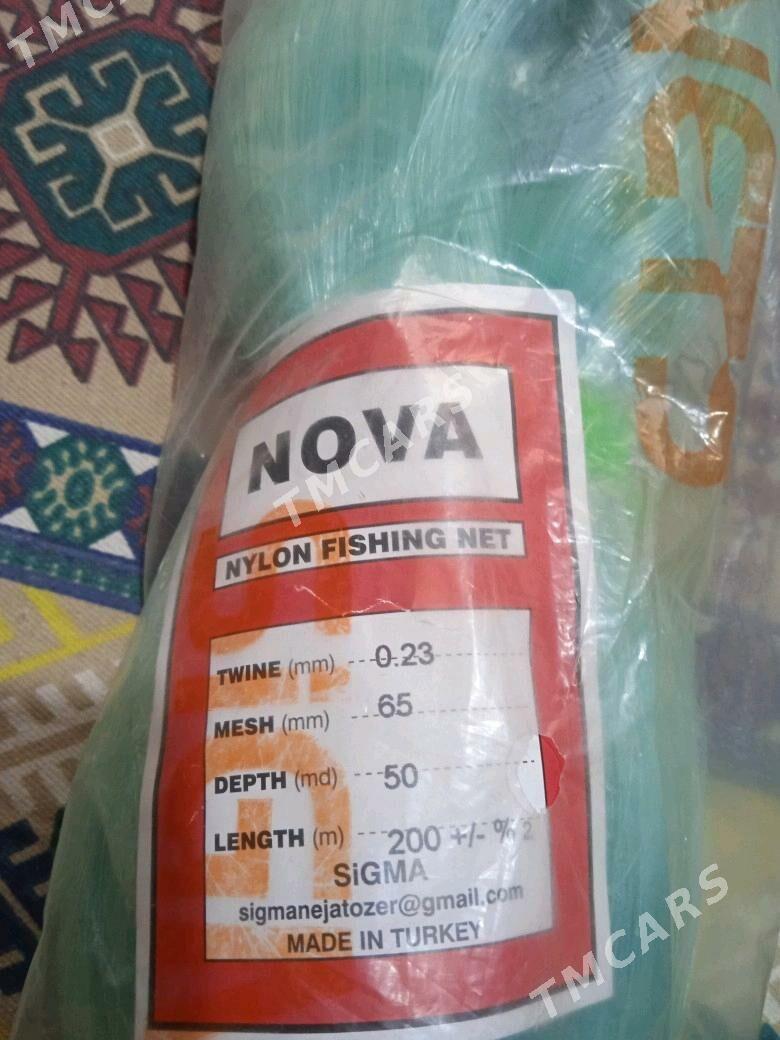 TMCARS
NOVA
TMCARS
NYLON FISHING NET
TWINE (mm) ---0.23
MESH (mm) ---65
DEPTH (md) ---50
LENGTH (m) ---200 +/- % 2
SiGMA
sigmanejatozer@gmail.com
MADE IN TURKEY
TMCARS